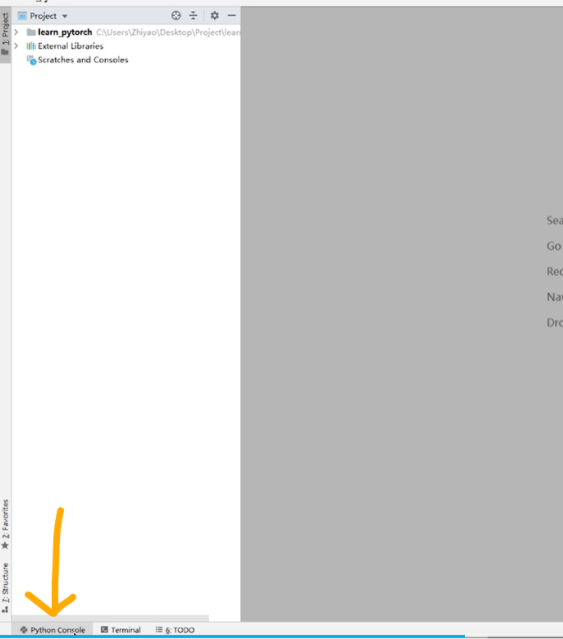 Project
1: Project
learn_pytorch C:\Users\Zhiyao\Desktop\Project\lear
External Libraries
Scratches and Consoles
Sea
Go
Rec
Nav
Dro
2: Favorites
Z: Structure
Python Console
Terminal
6: TODO